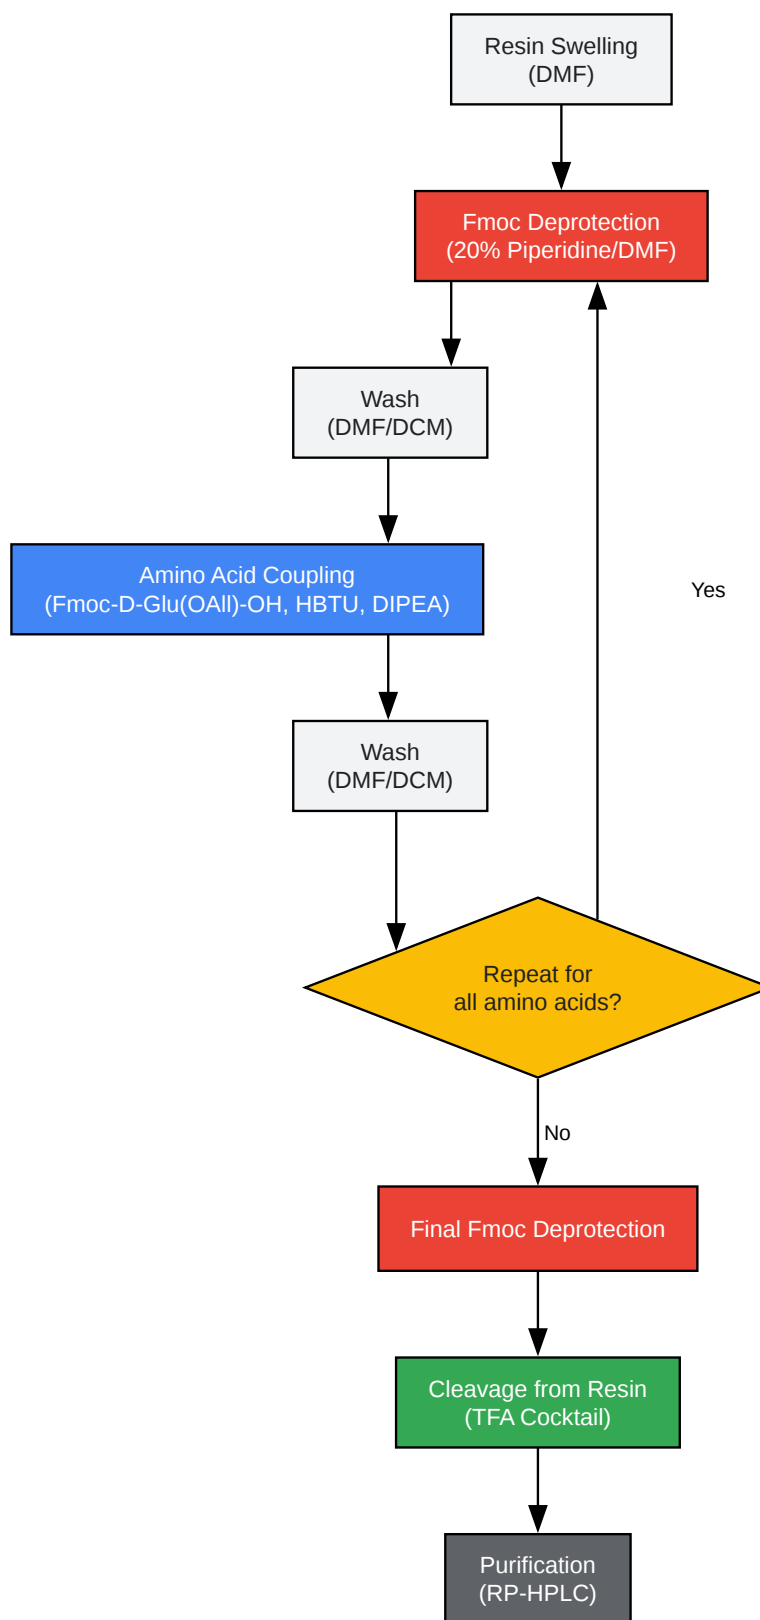 Resin Swelling
(DMF)
Fmoc Deprotection
(20% Piperidine/DMF)
Wash
(DMF/DCM)
Amino Acid Coupling
(Fmoc-D-Glu(OAll)-OH, HBTU, DIPEA)
Yes
Wash
(DMF/DCM)
Repeat for
all amino acids?
No
Final Fmoc Deprotection
Cleavage from Resin
(TFA Cocktail)
Purification
(RP-HPLC)